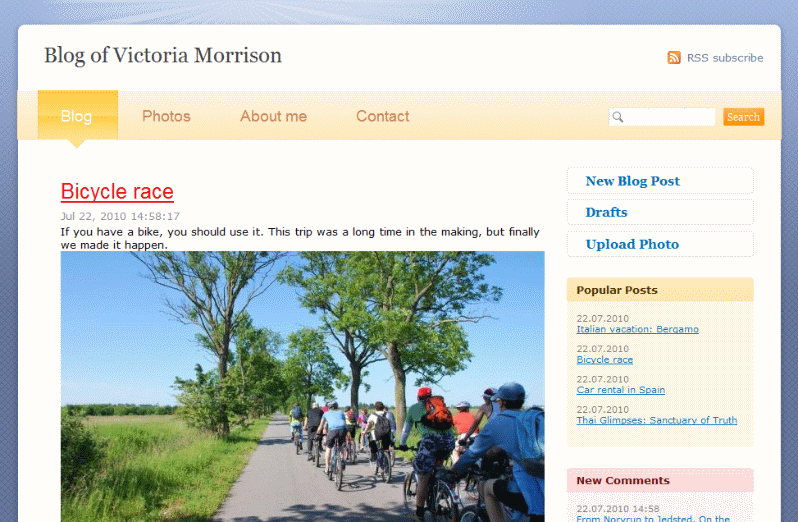 Blog of Victoria Morrison
RSS subscribe
Blog
Photos
About me
Contact
Search
Bicycle race
Jul 22, 2010 14:58:17
If you have a bike, you should use it. This trip was a long time in the making, but finally
we made it happen.
New Blog Post
Drafts
Upload Photo
Popular Posts
22.07.2010
Italian vacation: Bergamo
22.07.2010
Bicycle race
22.07.2010
Car rental in Spain
22.07.2010
Thai Glimpses: Sanctuary of Truth
New Comments
22.07.2010 14:58
From Norvrup to Jedsted. On the